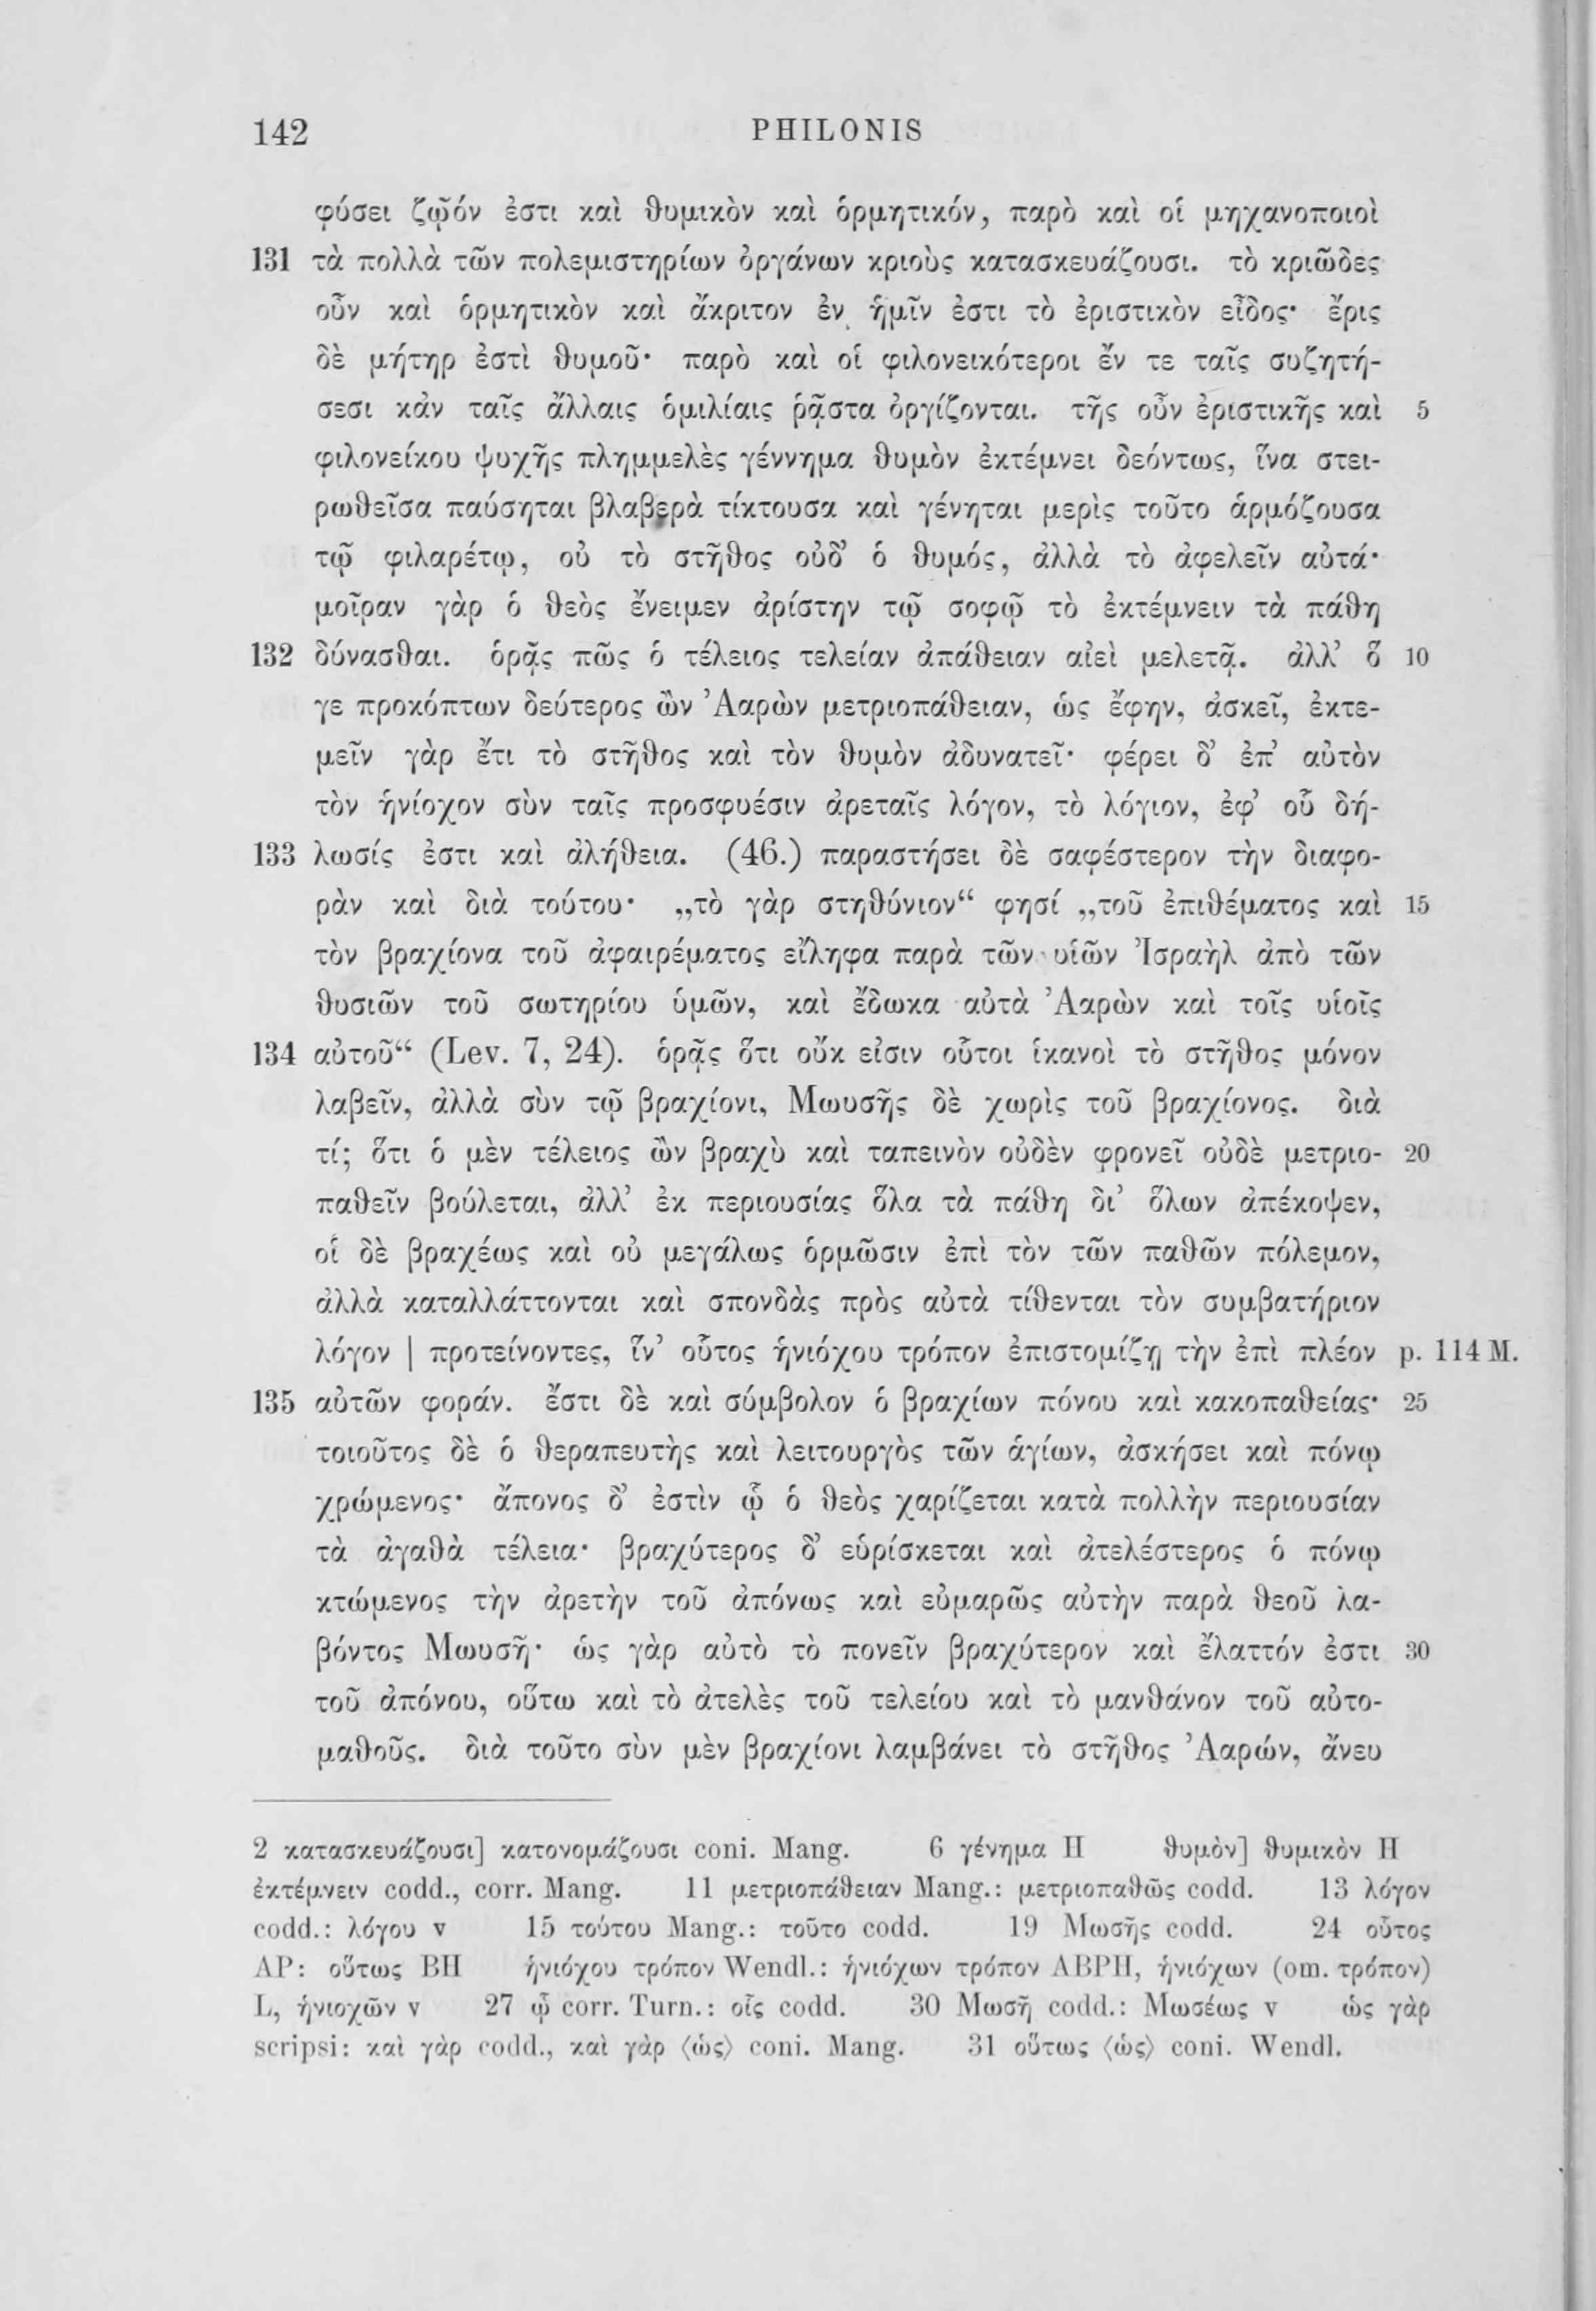 142 PHILONIS
φύσει ζῷόν ἐστι καὶ θυμικὸν καὶ ὁρμητικόν, παρὸ καὶ οἱ μηχανοποιοὶ
131 τὰ πολλὰ τῶν πολεμιστηρίων ὀργάνων κριοὺς κατασκευάζουσι. τὸ κριῶδες
οὖν καὶ ὁρμητικὸν καὶ ἄκριτον ἐν ἡμῖν ἐστι τὸ ἐριστικὸν εἶδος· ἔρις
δὲ μήτηρ ἐστὶ θυμοῦ· παρὸ καὶ οἱ φιλονεικότεροι ἔν τε ταῖς συζητή-
σεσι κἀν ταῖς ἄλλαις ὁμιλίαις ῥᾷστα ὀργίζονται. τῆς οὖν ἐριστικῆς καὶ 5
φιλονείκου ψυχῆς πλημμελὲς γέννημα θυμὸν ἐκτέμνει δεόντως, ἵνα στει-
ρωθεῖσα παύσηται βλαβερὰ τίκτουσα καὶ γένηται μερὶς τοῦτο ἁρμόζουσα
τῷ φιλαρέτῳ, οὐ τὸ στῆθος οὐδ’ ὁ θυμός, ἀλλὰ τὸ ἀφελεῖν αὐτά·
μοῖραν γὰρ ὁ θεὸς ἔνειμεν ἀρίστην τῷ σοφῷ τὸ ἐκτέμνειν τὰ πάθη
132 δύνασθαι. ὁρᾷς πῶς ὁ τέλειος τελείαν ἀπάθειαν αἰεὶ μελετᾷ. ἀλλ’ ὅ 10
γε προκόπτων δεύτερος ὢν Ἀαρὼν μετριοπάθειαν, ὡς ἔφην, ἀσκεῖ, ἐκτε-
μεῖν γὰρ ἔτι τὸ στῆθος καὶ τὸν θυμὸν ἀδυνατεῖ· φέρει δ’ ἐπ’ αὐτὸν
τὸν ἡνίοχον σὺν ταῖς προσφυέσιν ἀρεταῖς λόγον, τὸ λόγιον, ἐφ’ οὗ δή-
133 λωσίς ἐστι καὶ ἀλήθεια. (46.) παραστήσει δὲ σαφέστερον τὴν διαφο-
ρὰν καὶ διὰ τούτου· „τὸ γὰρ στηθύνιον“ φησί „τοῦ ἐπιθέματος καὶ 15
τὸν βραχίονα τοῦ ἀφαιρέματος εἴληφα παρὰ τῶν υἱῶν Ἰσραὴλ ἀπὸ τῶν
θυσιῶν τοῦ σωτηρίου ὑμῶν, καὶ ἔδωκα αὐτὰ Ἀαρὼν καὶ τοῖς υἱοῖς
134 αὐτοῦ“ (Lev. 7, 24). ὁρᾷς ὅτι οὔκ εἰσιν οὗτοι ἱκανοὶ τὸ στῆθος μόνον
λαβεῖν, ἀλλὰ σὺν τῷ βραχίονι, Μωυσῆς δὲ χωρὶς τοῦ βραχίονος. διὰ
τί; ὅτι ὁ μὲν τέλειος ὢν βραχὺ καὶ ταπεινὸν οὐδὲν φρονεῖ οὐδὲ μετριο- 20
παθεῖν βούλεται, ἀλλ’ ἐκ περιουσίας ὅλα τὰ πάθη δι’ ὅλων ἀπέκοψεν,
οἱ δὲ βραχέως καὶ οὐ μεγάλως ὁρμῶσιν ἐπὶ τὸν τῶν παθῶν πόλεμον,
ἀλλὰ καταλλάττονται καὶ σπονδὰς πρὸς αὐτὰ τίθενται τὸν συμβατήριον
λόγον | προτείνοντες, ἵν’ οὗτος ἡνιόχου τρόπον ἐπιστομίζῃ τὴν ἐπὶ πλέον p. 114 M.
135 αὐτῶν φοράν. ἔστι δὲ καὶ σύμβολον ὁ βραχίων πόνου καὶ κακοπαθείας· 25
τοιοῦτος δὲ ὁ θεραπευτὴς καὶ λειτουργὸς τῶν ἁγίων, ἀσκήσει καὶ πόνῳ
χρώμενος· ἄπονος δ’ ἐστὶν ᾧ ὁ θεὸς χαρίζεται κατὰ πολλὴν περιουσίαν
τὰ ἀγαθὰ τέλεια· βραχύτερος δ’ εὑρίσκεται καὶ ἀτελέστερος ὁ πόνῳ
κτώμενος τὴν ἀρετὴν τοῦ ἀπόνως καὶ εὐμαρῶς αὐτὴν παρὰ θεοῦ λα-
βόντος Μωυσῆ· ὡς γὰρ αὐτὸ τὸ πονεῖν βραχύτερον καὶ ἔλαττόν ἐστι 30
τοῦ ἀπόνου, οὕτω καὶ τὸ ἀτελὲς τοῦ τελείου καὶ τὸ μανθάνον τοῦ αὐτο-
μαθοῦς. διὰ τοῦτο σὺν μὲν βραχίονι λαμβάνει τὸ στῆθος Ἀαρών, ἄνευ
2 κατασκευάζουσι] κατονομάζουσι coni. Mang. 6 γένημα H θυμὸν] θυμικὸν H
ἐκτέμνειν codd., corr. Mang. 11 μετριοπάθειαν Mang.: μετριοπαθῶς codd. 13 λόγον
codd.: λόγου v 15 τούτου Mang.: τοῦτο codd. 19 Μωσῆς codd. 24 οὗτος
AP: οὕτως BH ἡνιόχου τρόπον Wendl.: ἡνιόχων τρόπον ABPH, ἡνιόχων (om. τρόπον)
L, ἡνιοχῶν v 27 ᾧ corr. Turn.: οἷς codd. 30 Μωσῆ codd.: Μωσέως v ὡς γὰρ
scripsi: καὶ γὰρ codd., καὶ γὰρ ⟨ὡς⟩ coni. Mang. 31 οὕτως ⟨ὡς⟩ coni. Wendl.